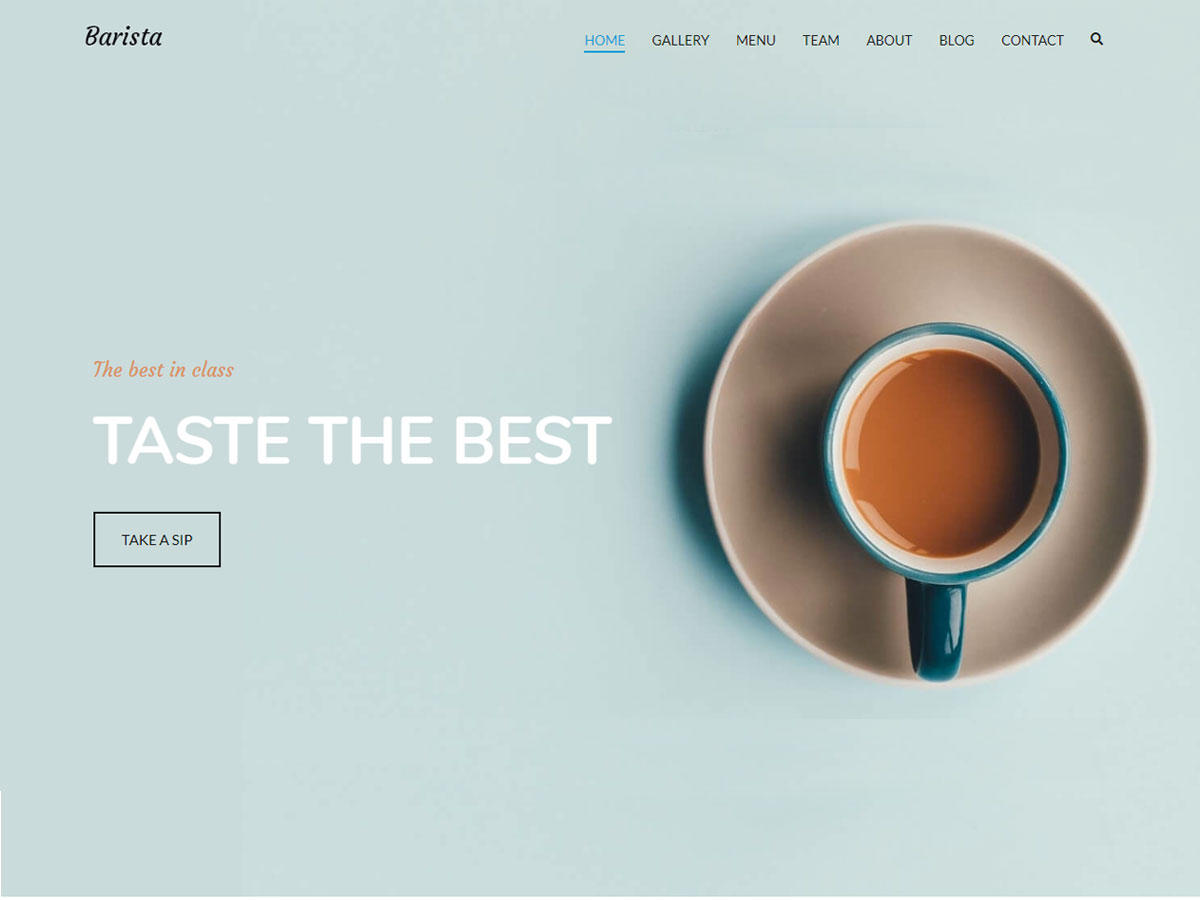 Barista
HOME GALLERY MENU TEAM ABOUT BLOG CONTACT
The best in class
TASTE THE BEST
TAKE A SIP